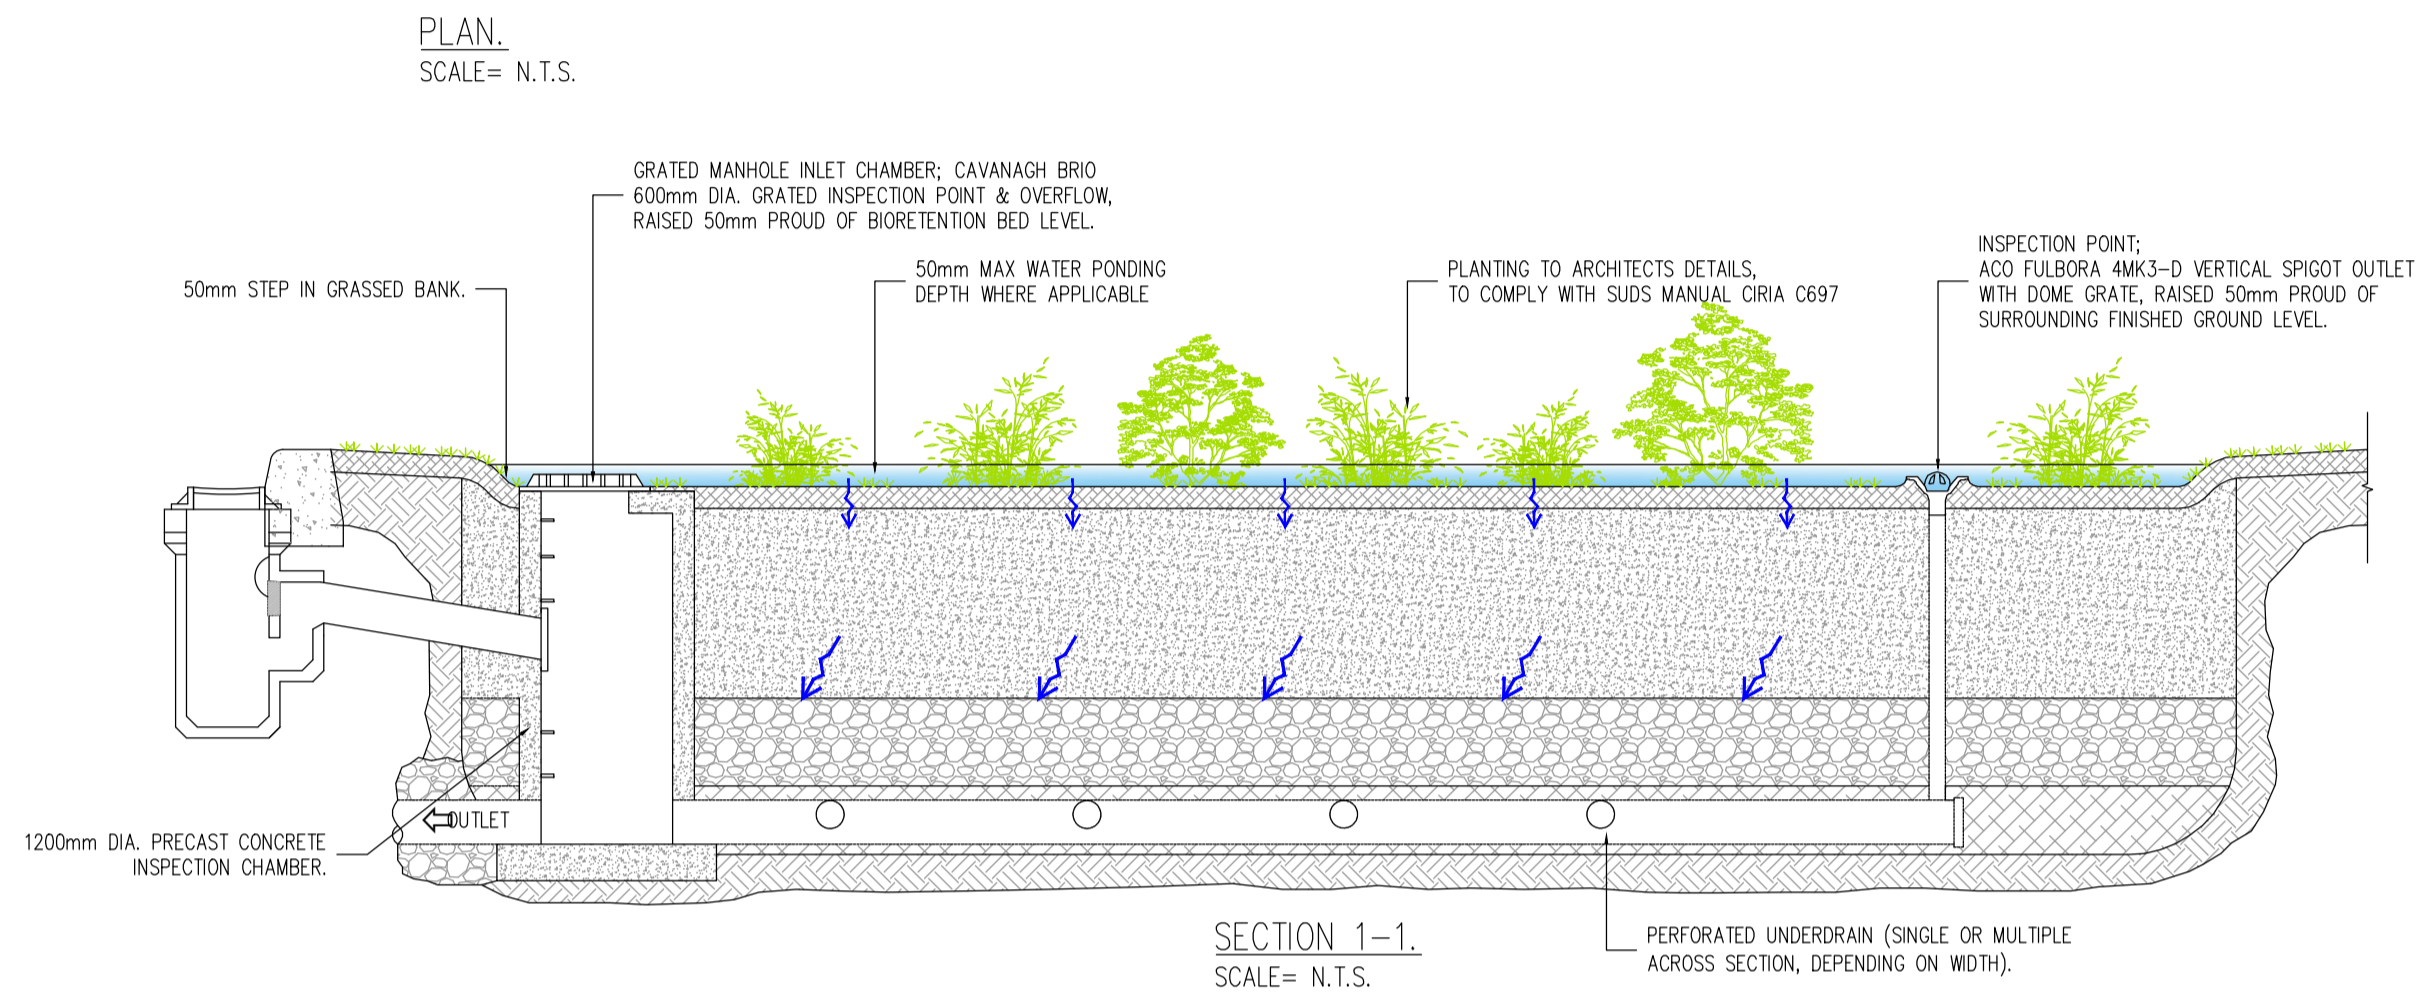 PLAN.
SCALE= N.T.S.
GRATED MANHOLE INLET CHAMBER; CAVANAGH BRIO
600mm DIA. GRATED INSPECTION POINT & OVERFLOW,
RAISED 50mm PROUD OF BIORETENTION BED LEVEL.
50mm STEP IN GRASSED BANK.
50mm MAX WATER PONDING
DEPTH WHERE APPLICABLE
PLANTING TO ARCHITECTS DETAILS,
TO COMPLY WITH SUDS MANUAL CIRIA C697
INSPECTION POINT;
ACO FULBORA 4MK3-D VERTICAL SPIGOT OUTLET
WITH DOME GRATE, RAISED 50mm PROUD OF
SURROUNDING FINISHED GROUND LEVEL.
OUTLET
1200mm DIA. PRECAST CONCRETE
INSPECTION CHAMBER.
SECTION 1-1.
SCALE= N.T.S.
PERFORATED UNDERDRAIN (SINGLE OR MULTIPLE
ACROSS SECTION, DEPENDING ON WIDTH).